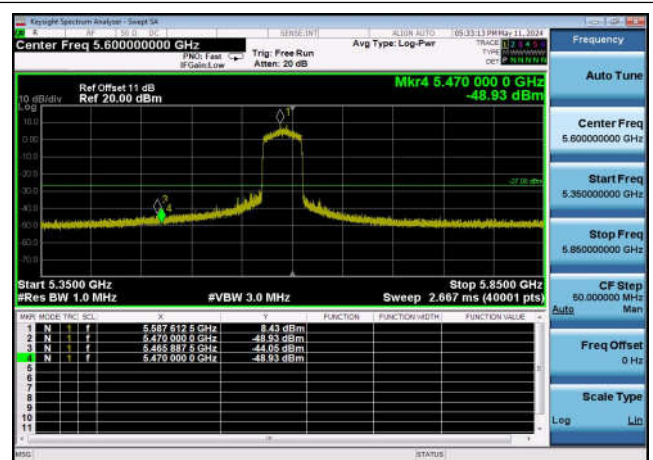 Keysight Spectrum Analyzer - Swept SA
R RF 50 Ω DC SENSE:INT ALIGN AUTO 05:33:13 PM May 11, 2024
Center Freq 5.600000000 GHz
PNO: Fast
IFGain:Low
Trig: Free Run
Atten: 20 dB
Avg Type: Log-Pwr
TRACE 1 2 3 4 5 6
TYPE
DET P N N N N N
Mkr4 5.470 000 0 GHz
-48.93 dBm
Ref Offset 11 dB
10 dB/div Ref 20.00 dBm
Log
10.0
0.00
-10.0
-20.0
-30.0
-40.0
-50.0
-60.0
-70.0
1
3
4
-27.00 dBm
Start 5.3500 GHz Stop 5.8500 GHz
#Res BW 1.0 MHz #VBW 3.0 MHz Sweep 2.667 ms (40001 pts)
MKR MODE TRC SCL X Y FUNCTION FUNCTION WIDTH FUNCTION VALUE
1 N 1 f 5.587 612 5 GHz 8.43 dBm
2 N 1 f 5.470 000 0 GHz -48.93 dBm
3 N 1 f 5.465 887 5 GHz -44.05 dBm
4 N 1 f 5.470 000 0 GHz -48.93 dBm
5
6
7
8
9
10
11
MSG STATUS
Frequency
Auto Tune
Center Freq
5.600000000 GHz
Start Freq
5.350000000 GHz
Stop Freq
5.850000000 GHz
CF Step
50.000000 MHz
Auto Man
Freq Offset
0 Hz
Scale Type
Log Lin